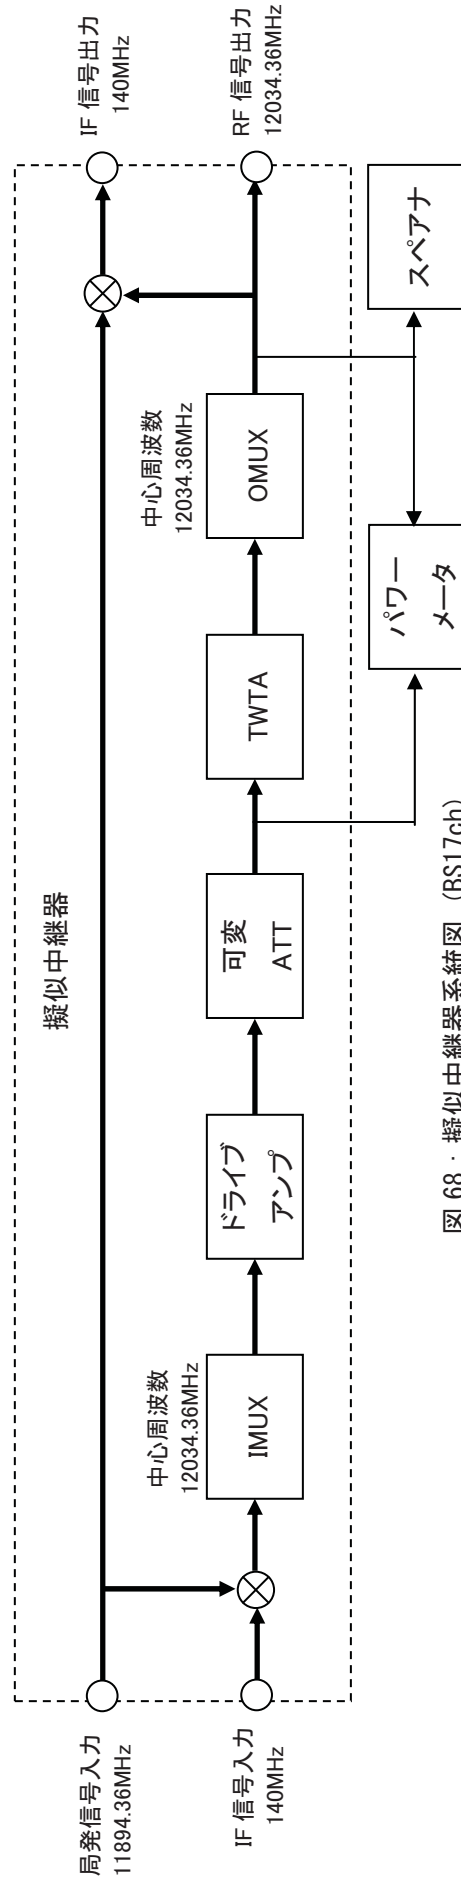 擬似中継器
局発信号入力
11894.36MHz
IF 信号入力
140MHz
中心周波数
12034.36MHz
IMUX
ドライブ
アンプ
可変
ATT
TWTA
中心周波数
12034.36MHz
OMUX
IF 信号出力
140MHz
RF 信号出力
12034.36MHz
パワー
メータ
スペアナ
図 68：擬似中継器系統図（BS17ch）